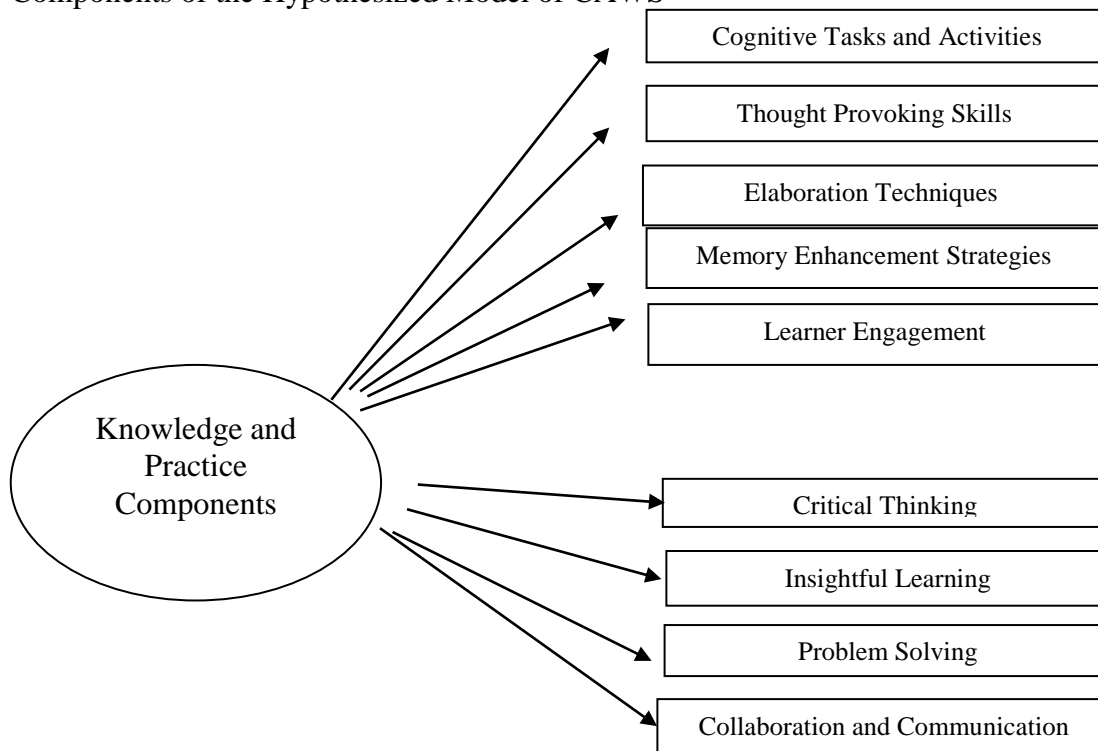 Components of the Hypothesized Model of CAWS
Cognitive Tasks and Activities
Thought Provoking Skills
Elaboration Techniques
Memory Enhancement Strategies
Learner Engagement
Knowledge and
Practice
Components
Critical Thinking
Insightful Learning
Problem Solving
Collaboration and Communication